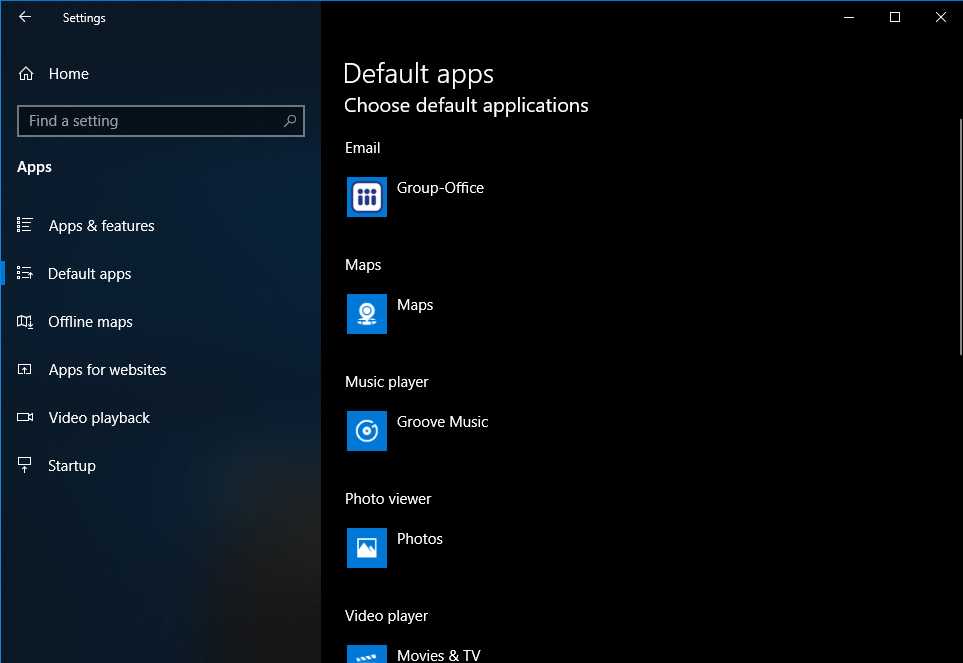 Settings
Home
Find a setting
Apps
Apps & features
Default apps
Offline maps
Apps for websites
Video playback
Startup
Default apps
Choose default applications
Email
Group-Office
Maps
Maps
Music player
Groove Music
Photo viewer
Photos
Video player
Movies & TV